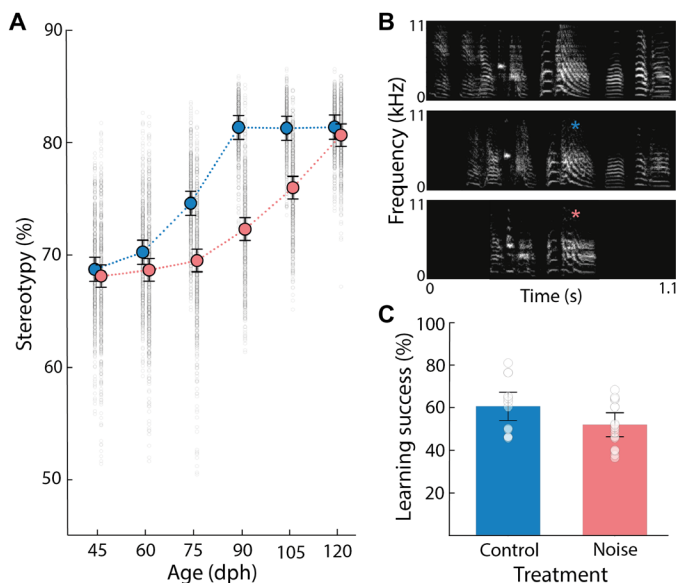 A
90
80
70
60
50
Stereotypy (%)
45 60 75 90 105 120
Age (dph)
B
11
0
11
*
0
11
*
0
Frequency (kHz)
0 1.1
Time (s)
C
100
80
60
40
20
Learning success (%)
Control Noise
Treatment